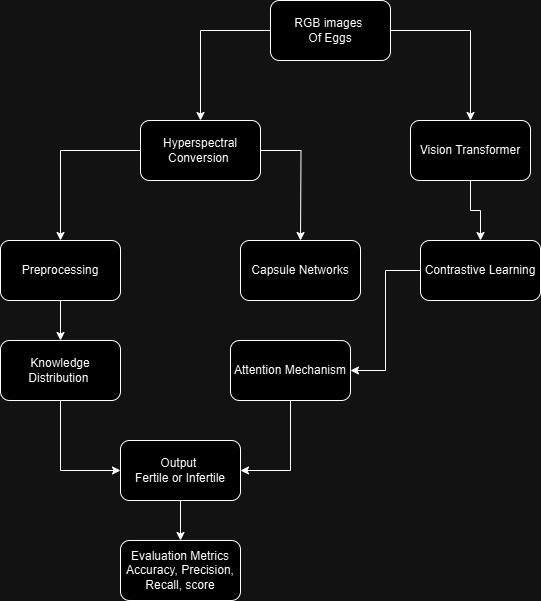 RGB images
Of Eggs
Hyperspectral
Conversion
Vision Transformer
Preprocessing
Capsule Networks
Contrastive Learning
Knowledge
Distribution
Attention Mechanism
Output
Fertile or Infertile
Evaluation Metrics
Accuracy, Precision,
Recall, score